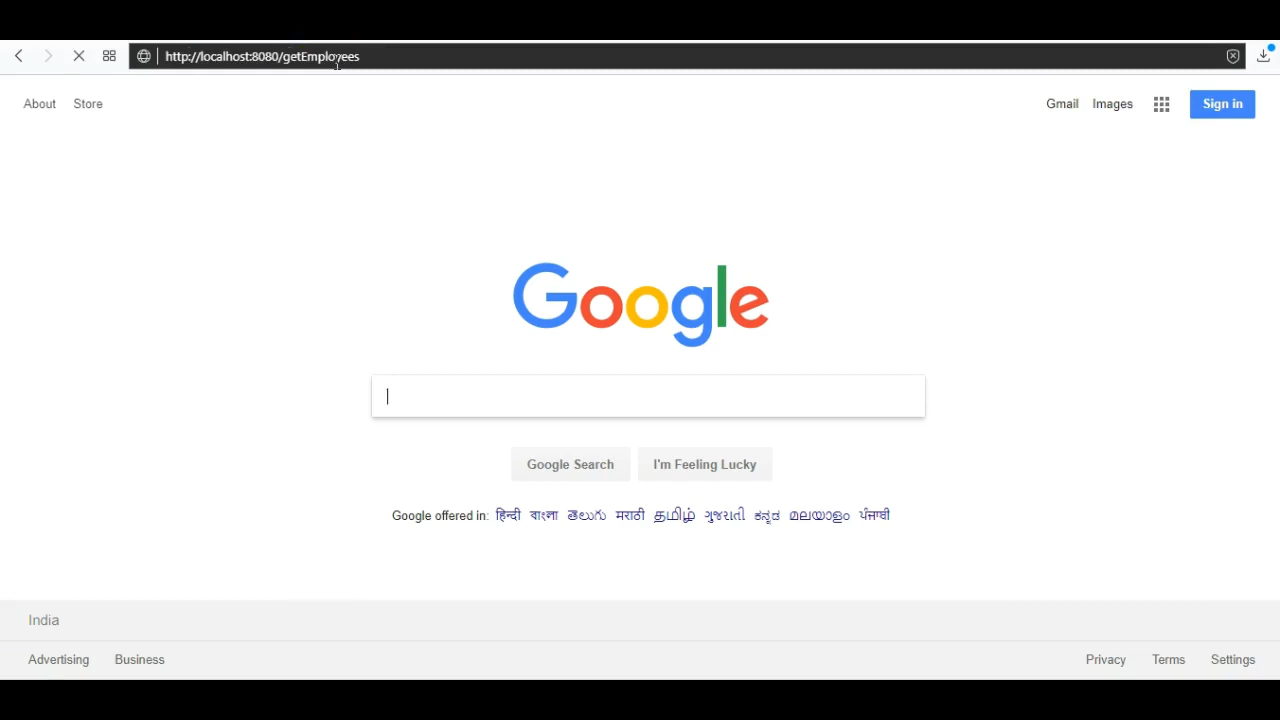 http://localhost:8080/getEmployees
About Store
Gmail Images Sign in
Google
Google Search I'm Feeling Lucky
Google offered in: हिन्दी বাংলা తెలుగు मराठी தமிழ் ગુજરાતી ಕನ್ನಡ മലയാളം ਪੰਜਾਬੀ
India
Advertising Business
Privacy Terms Settings